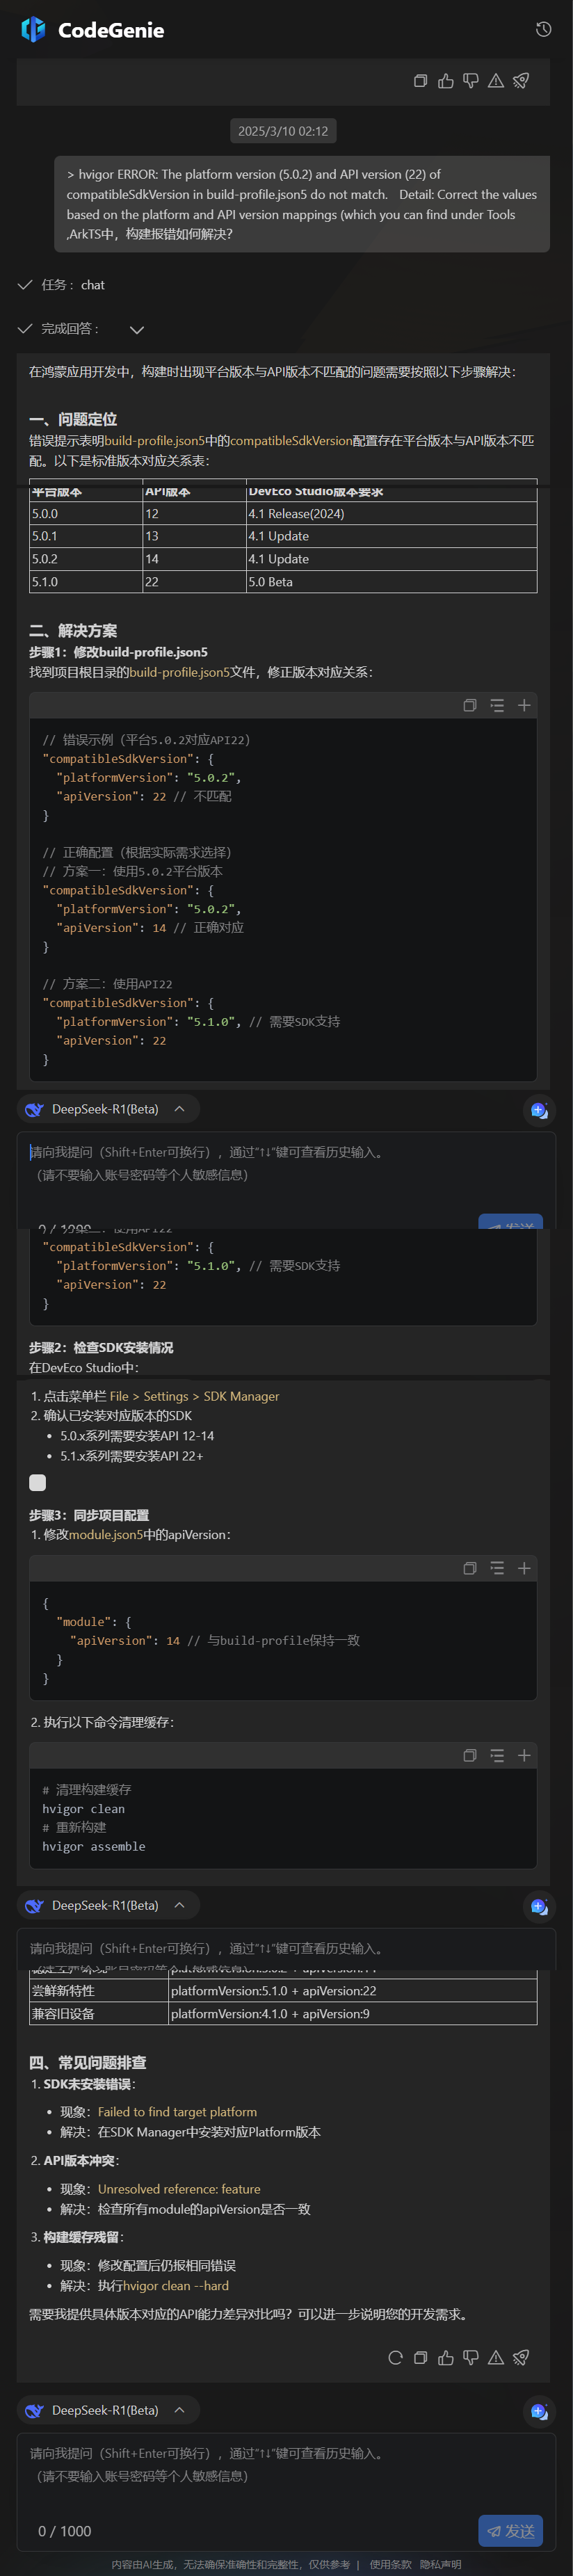 CodeGenie
2025/3/10 02:12
> hvigor ERROR: The platform version (5.0.2) and API version (22) of
compatibleSdkVersion in build-profile.json5 do not match. Detail: Correct the values
based on the platform and API version mappings (which you can find under Tools
,ArkTS中，构建报错如何解决?
任务： chat
完成回答：
在鸿蒙应用开发中，构建时出现平台版本与API版本不匹配的问题需要按照以下步骤解决：
一、问题定位
错误提示表明build-profile.json5中的compatibleSdkVersion配置存在平台版本与API版本不匹
配。以下是标准版本对应关系表：
平台版本 API版本 DevEco Studio版本要求
5.0.0 12 4.1 Release(2024)
5.0.1 13 4.1 Update
5.0.2 14 4.1 Update
5.1.0 22 5.0 Beta
二、解决方案
步骤1：修改build-profile.json5
找到项目根目录的build-profile.json5文件，修正版本对应关系：
// 错误示例（平台5.0.2对应API22）
"compatibleSdkVersion": {
"platformVersion": "5.0.2",
"apiVersion": 22 // 不匹配
}
// 正确配置（根据实际需求选择）
// 方案一：使用5.0.2平台版本
"compatibleSdkVersion": {
"platformVersion": "5.0.2",
"apiVersion": 14 // 正确对应
}
// 方案二：使用API22
"compatibleSdkVersion": {
"platformVersion": "5.1.0", // 需要SDK支持
"apiVersion": 22
}
DeepSeek-R1(Beta)
请向我提问（Shift+Enter可换行），通过“↑↓”键可查看历史输入。
（请不要输入账号密码等个人敏感信息）
0 / 1000 发送
// 方案二：使用API22
"compatibleSdkVersion": {
"platformVersion": "5.1.0", // 需要SDK支持
"apiVersion": 22
}
步骤2：检查SDK安装情况
在DevEco Studio中：
1. 点击菜单栏 File > Settings > SDK Manager
2. 确认已安装对应版本的SDK
• 5.0.x系列需要安装API 12-14
• 5.1.x系列需要安装API 22+
步骤3：同步项目配置
1. 修改module.json5中的apiVersion：
{
"module": {
"apiVersion": 14 // 与build-profile保持一致
}
}
2. 执行以下命令清理缓存：
# 清理构建缓存
hvigor clean
# 重新构建
hvigor assemble
DeepSeek-R1(Beta)
请向我提问（Shift+Enter可换行），通过“↑↓”键可查看历史输入。
尝鲜新特性 platformVersion:5.1.0 + apiVersion:22
兼容旧设备 platformVersion:4.1.0 + apiVersion:9
四、常见问题排查
1. SDK未安装错误：
• 现象：Failed to find target platform
• 解决：在SDK Manager中安装对应Platform版本
2. API版本冲突：
• 现象：Unresolved reference: feature
• 解决：检查所有module的apiVersion是否一致
3. 构建缓存残留：
• 现象：修改配置后仍报相同错误
• 解决：执行hvigor clean --hard
需要我提供具体版本对应的API能力差异对比吗？可以进一步说明您的开发需求。
DeepSeek-R1(Beta)
请向我提问（Shift+Enter可换行），通过“↑↓”键可查看历史输入。
（请不要输入账号密码等个人敏感信息）
0 / 1000 发送
内容由AI生成，无法确保准确性和完整性，仅供参考 | 使用条款 隐私声明